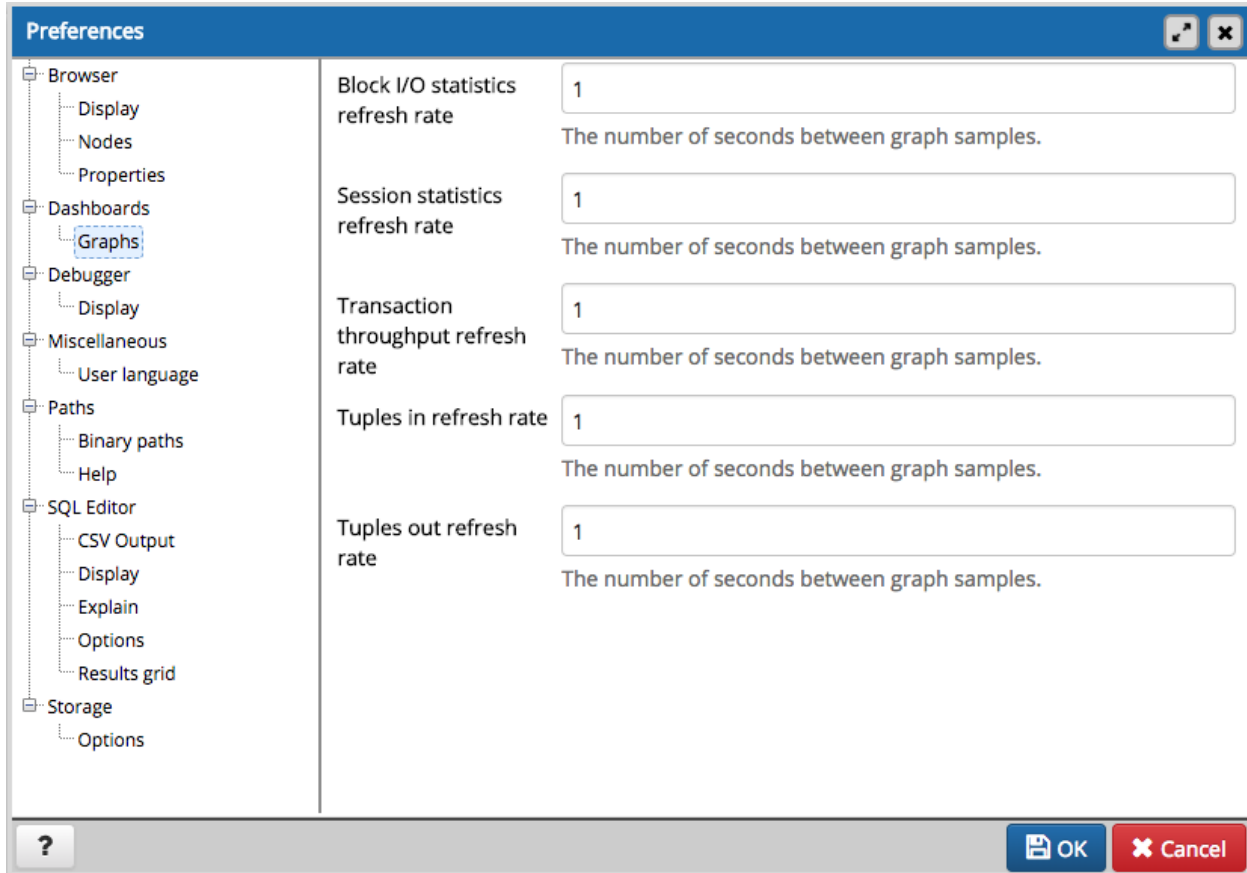 Preferences
Browser
Display
Nodes
Properties
Dashboards
Graphs
Debugger
Display
Miscellaneous
User language
Paths
Binary paths
Help
SQL Editor
CSV Output
Display
Explain
Options
Results grid
Storage
Options
Block I/O statistics
refresh rate
1
The number of seconds between graph samples.
Session statistics
refresh rate
1
The number of seconds between graph samples.
Transaction
throughput refresh
rate
1
The number of seconds between graph samples.
Tuples in refresh rate
1
The number of seconds between graph samples.
Tuples out refresh
rate
1
The number of seconds between graph samples.
?
OK
Cancel